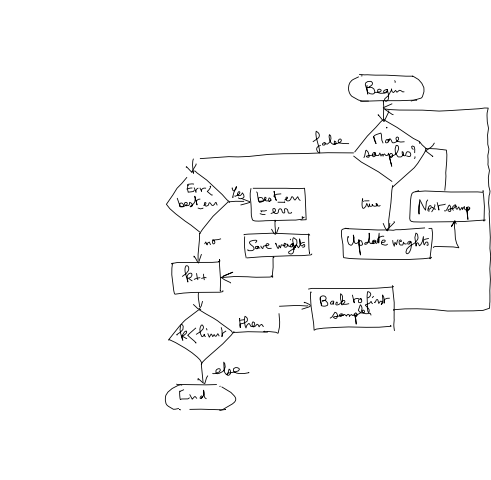 Begin
More
samples?
false
true
Next samp
Update weights
Err<
best_err
Yes
best_err
= err
Save weights
no
k++
k<limit
then
Back to first
sample
else
End